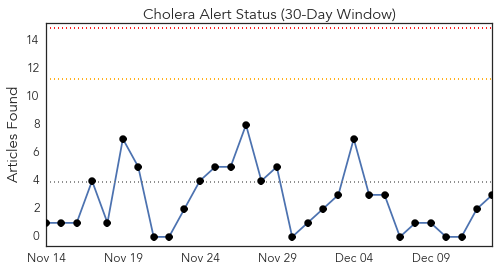 Cholera Alert Status (30-Day Window)
Articles Found
14
12
10
8
6
4
2
0
Nov 14 Nov 19 Nov 24 Nov 29 Dec 04 Dec 09